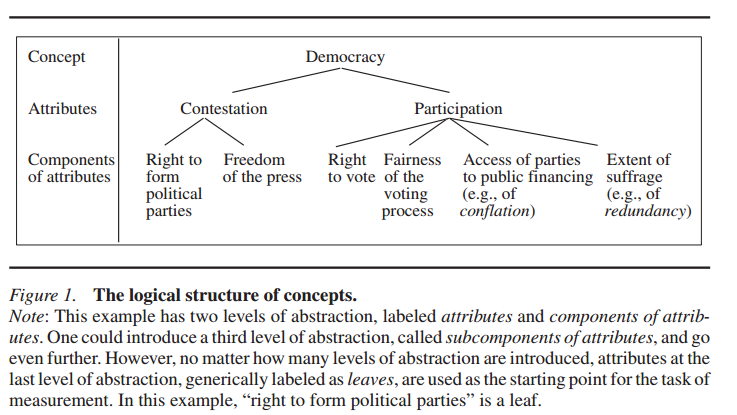 Concept Democracy
Attributes Contestation Participation
Components Right to Freedom Right Fairness Access of parties Extent of
of attributes form of the press to vote of the to public financing suffrage
political voting (e.g., of (e.g., of
parties process conflation) redundancy)
Figure 1. The logical structure of concepts.
Note: This example has two levels of abstraction, labeled attributes and components of attrib-
utes. One could introduce a third level of abstraction, called subcomponents of attributes, and go
even further. However, no matter how many levels of abstraction are introduced, attributes at the
last level of abstraction, generically labeled as leaves, are used as the starting point for the task of
measurement. In this example, “right to form political parties” is a leaf.